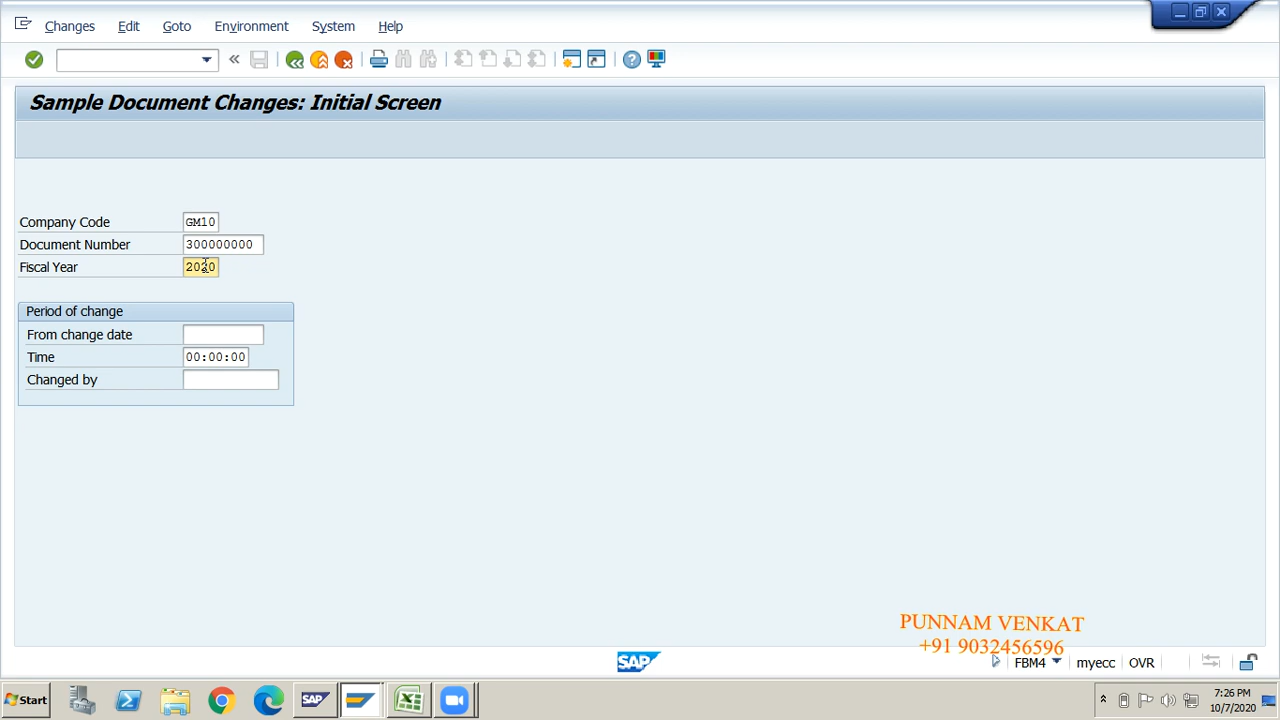 Changes Edit Goto Environment System Help
Sample Document Changes: Initial Screen
Company Code GM10
Document Number 300000000
Fiscal Year 2020
Period of change
From change date
Time 00:00:00
Changed by
PUNNAM VENKAT
+91 9032456596
SAP FBM4 myecc OVR
Start SAP 7:26 PM
10/7/2020